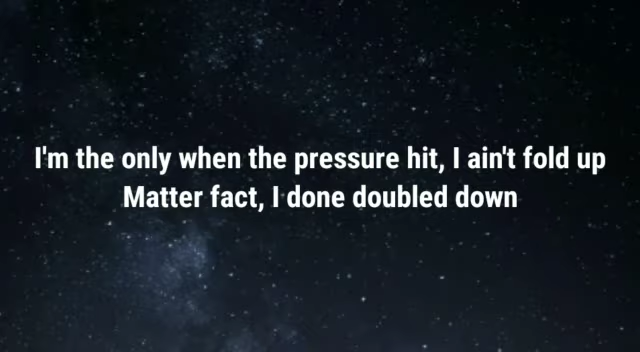 I'm the only when the pressure hit, I ain't fold up
Matter fact, I done doubled down